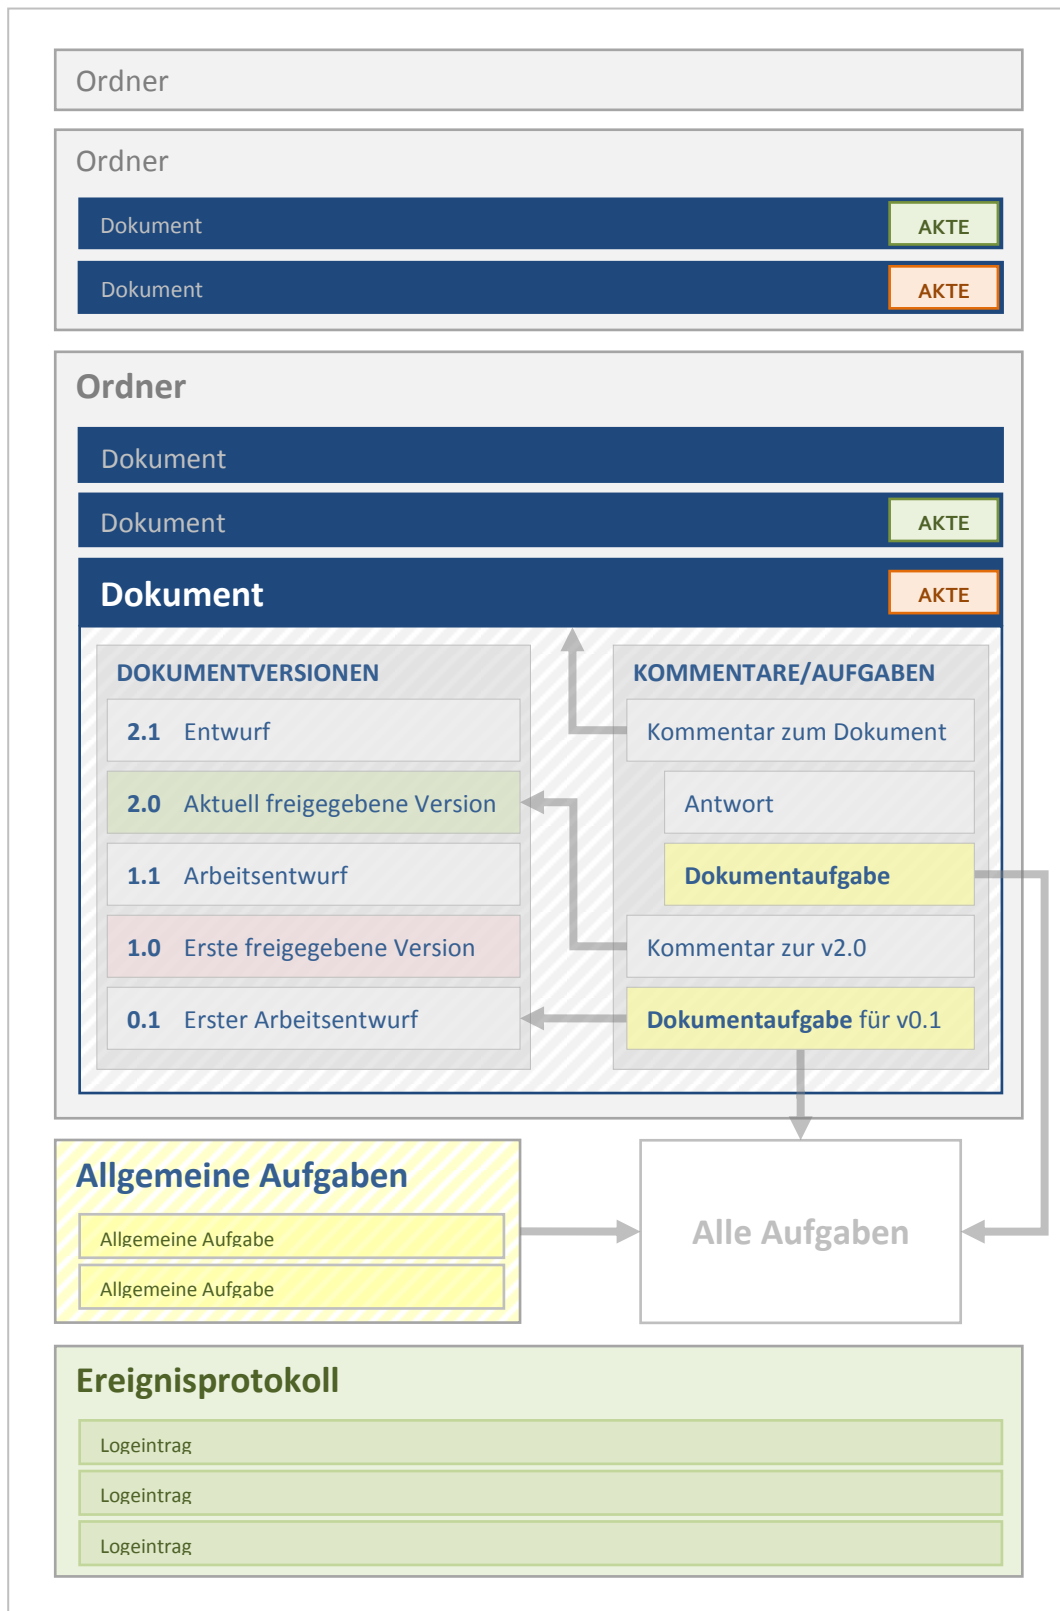 Ordner
Ordner
Dokument AKTE
Dokument AKTE
Ordner
Dokument
Dokument AKTE
Dokument AKTE
DOKUMENTVERSIONEN
2.1 Entwurf
2.0 Aktuell freigegebene Version
1.1 Arbeitsentwurf
1.0 Erste freigegebene Version
0.1 Erster Arbeitsentwurf
KOMMENTARE/AUFGABEN
Kommentar zum Dokument
Antwort
Dokumentaufgabe
Kommentar zur v2.0
Dokumentaufgabe für v0.1
Allgemeine Aufgaben
Allgemeine Aufgabe
Allgemeine Aufgabe
Alle Aufgaben
Ereignisprotokoll
Logeintrag
Logeintrag
Logeintrag